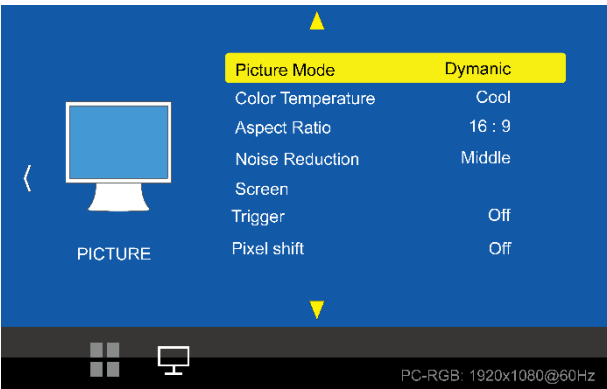 Picture Mode Dymanic
Color Temperature Cool
Aspect Ratio 16 : 9
Noise Reduction Middle
Screen
Trigger Off
Pixel shift Off
PICTURE
PC-RGB: 1920x1080@60Hz